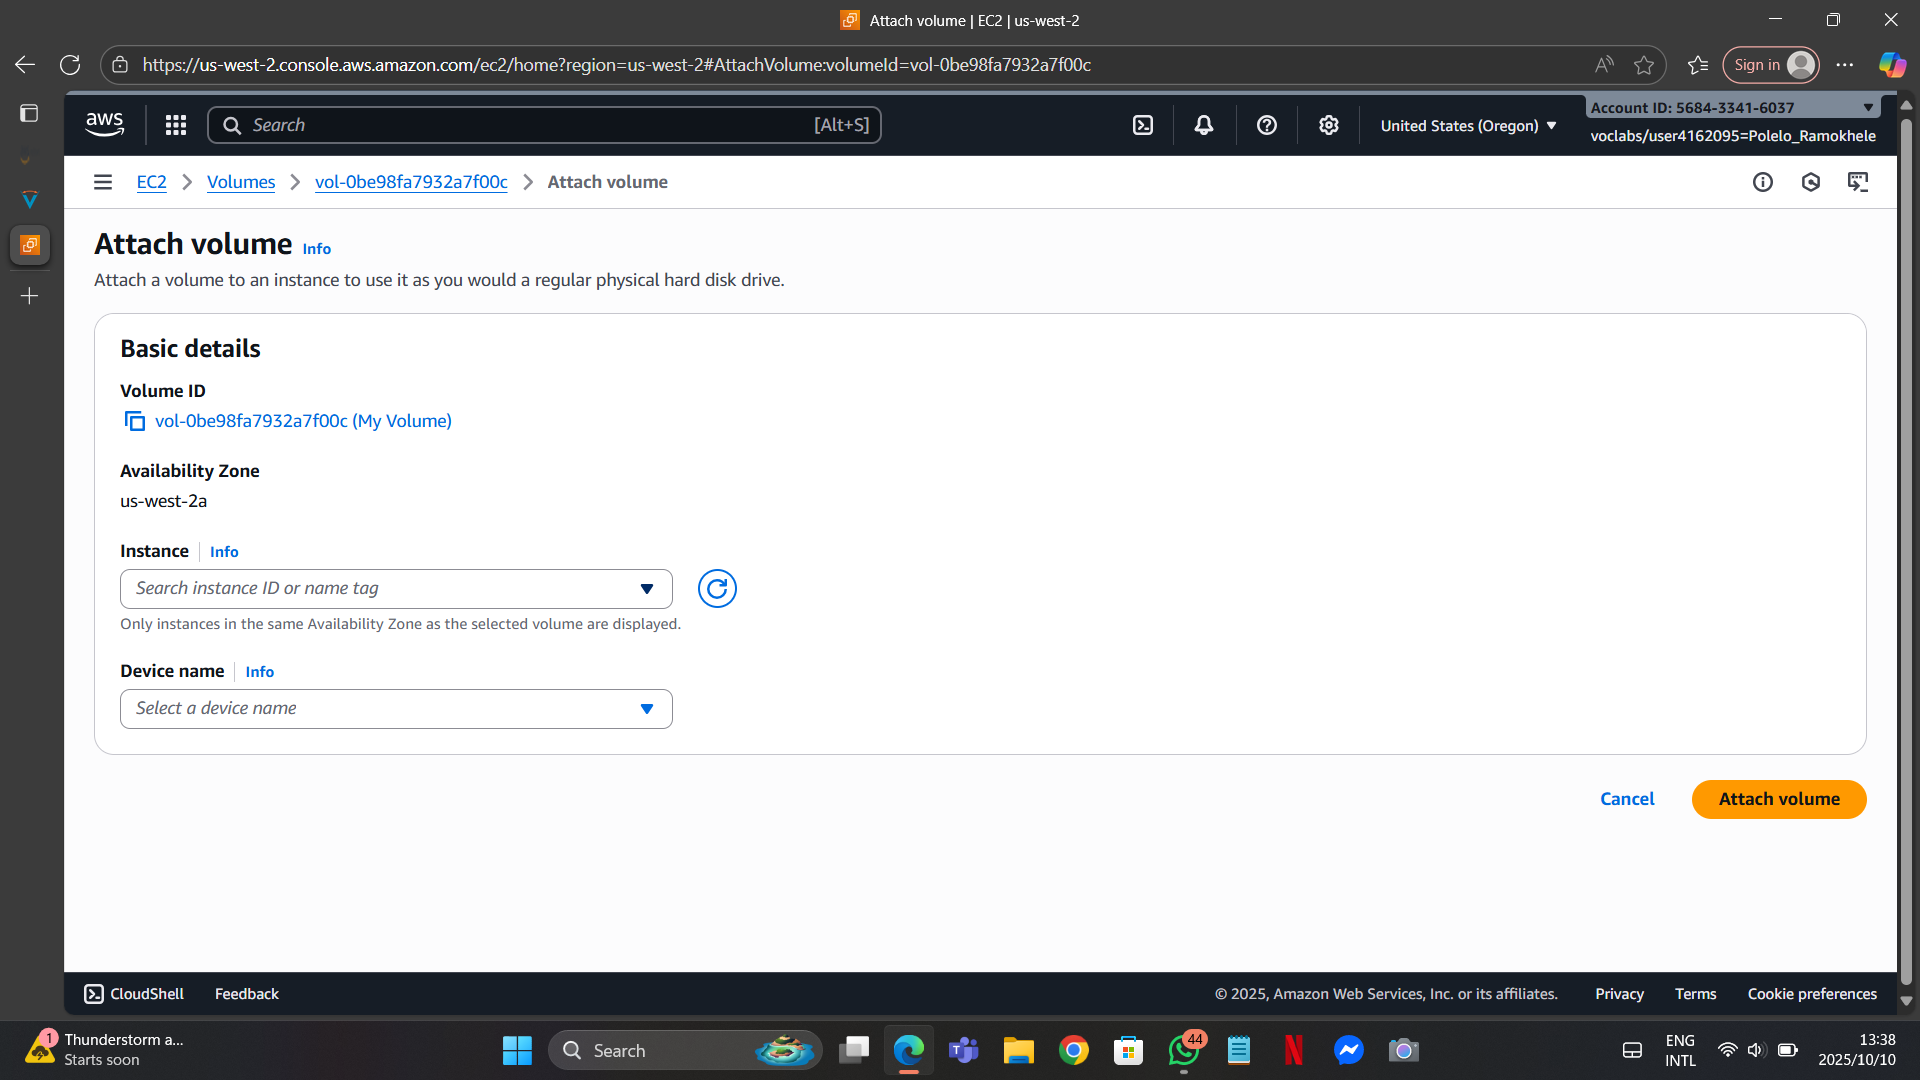 Attach volume | EC2 | us-west-2
https://us-west-2.console.aws.amazon.com/ec2/home?region=us-west-2#AttachVolume:volumeId=vol-0be98fa7932a7f00c
Sign in
aws
Search
[Alt+S]
United States (Oregon)
Account ID: 5684-3341-6037
voclabs/user4162095=Polelo_Ramokhele
EC2 > Volumes > vol-0be98fa7932a7f00c > Attach volume
Attach volume Info
Attach a volume to an instance to use it as you would a regular physical hard disk drive.
Basic details
Volume ID
vol-0be98fa7932a7f00c (My Volume)
Availability Zone
us-west-2a
Instance | Info
Search instance ID or name tag
Only instances in the same Availability Zone as the selected volume are displayed.
Device name | Info
Select a device name
Cancel
Attach volume
CloudShell
Feedback
© 2025, Amazon Web Services, Inc. or its affiliates.
Privacy
Terms
Cookie preferences
1
Thunderstorm a...
Starts soon
Search
44
ENG
INTL
13:38
2025/10/10